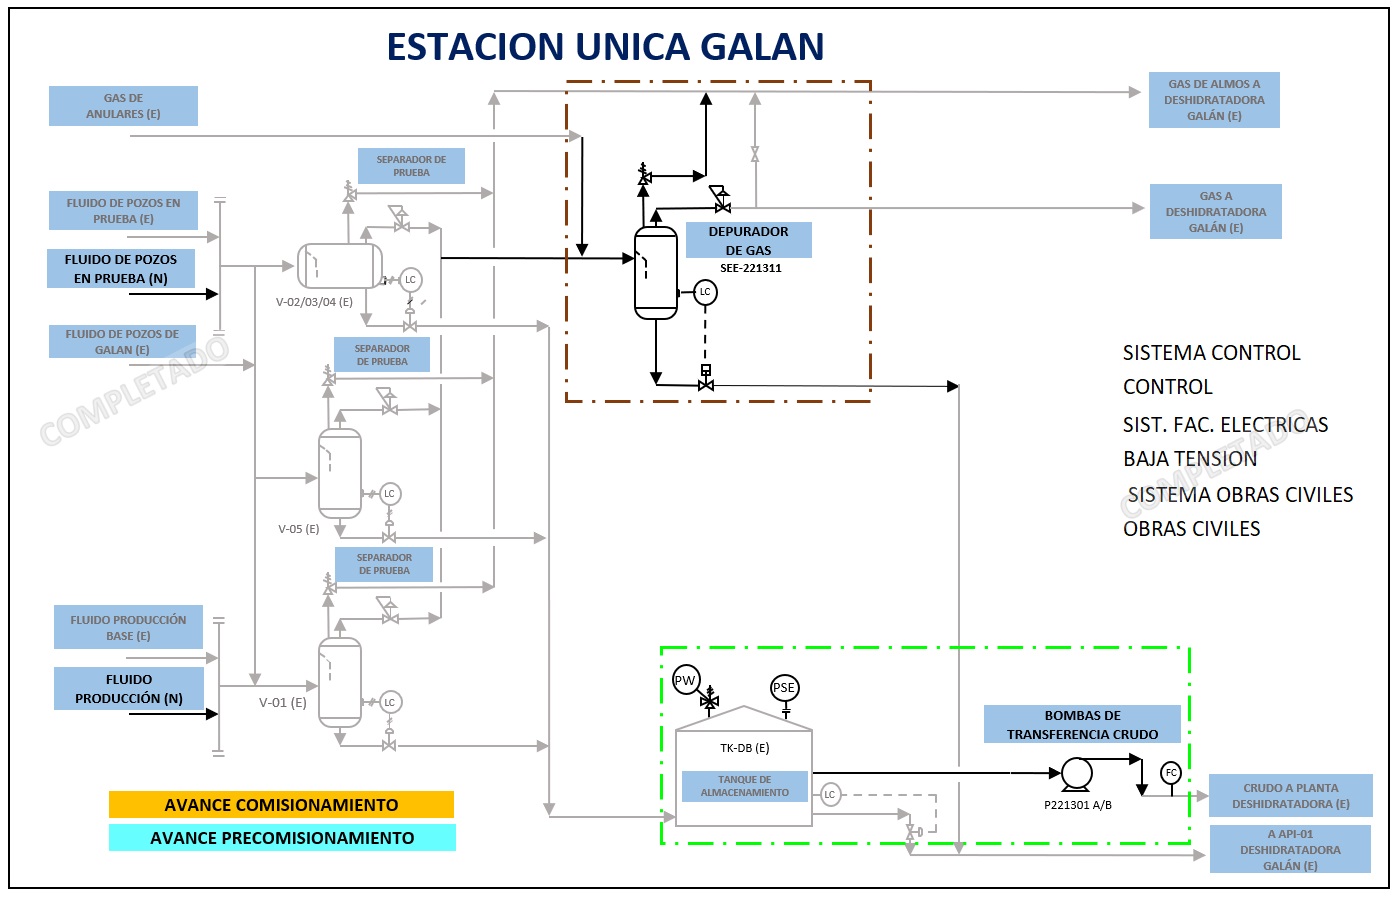 ESTACION UNICA GALAN
GAS DE
ANULARES (E)
GAS DE ALMOS A
DESHIDRATADORA
GALÁN (E)
SEPARADOR DE
PRUEBA
FLUIDO DE POZOS EN
PRUEBA (E)
GAS A
DESHIDRATADORA
GALÁN (E)
FLUIDO DE POZOS
EN PRUEBA (N)
DEPURADOR
DE GAS
SEE-221311
LC
LC
V-02/03/04 (E)
FLUIDO DE POZOS DE
GALAN (E)
SEPARADOR
DE PRUEBA
COMPLETADO
SISTEMA CONTROL
CONTROL
SIST. FAC. ELECTRICAS
BAJA TENSION
SISTEMA OBRAS CIVILES
OBRAS CIVILES
COMPLETADO
LC
V-05 (E)
SEPARADOR
DE PRUEBA
FLUIDO PRODUCCIÓN
BASE (E)
FLUIDO
PRODUCCIÓN (N)
V-01 (E)
LC
PW
PSE
TK-DB (E)
TANQUE DE
ALMACENAMIENTO
LC
BOMBAS DE
TRANSFERENCIA CRUDO
FC
P221301 A/B
CRUDO A PLANTA
DESHIDRATADORA (E)
A API-01
DESHIDRATADORA
GALÁN (E)
AVANCE COMISIONAMIENTO
AVANCE PRECOMISIONAMIENTO